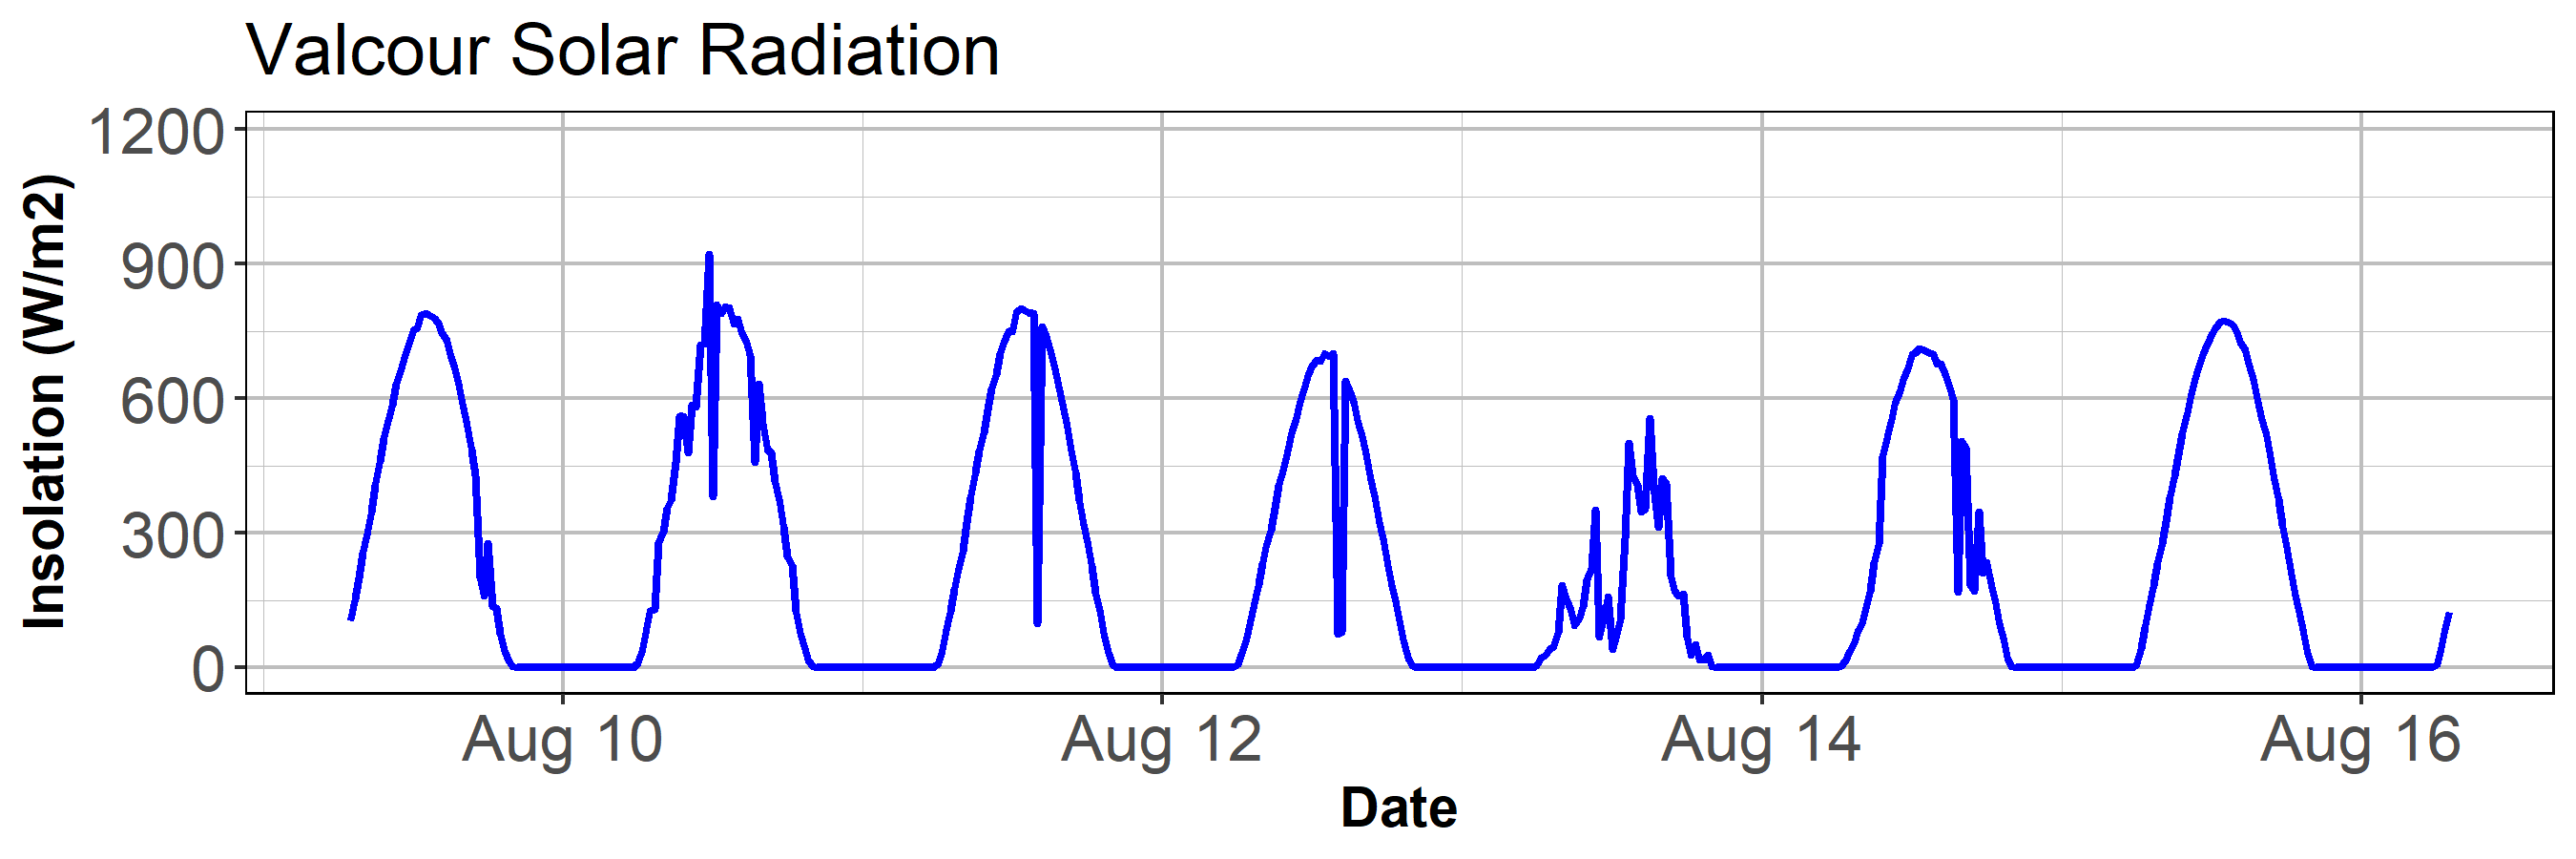 Valcour Solar Radiation
Insolation (W/m2)
1200
900
600
300
0
Aug 10
Aug 12
Aug 14
Aug 16
Date